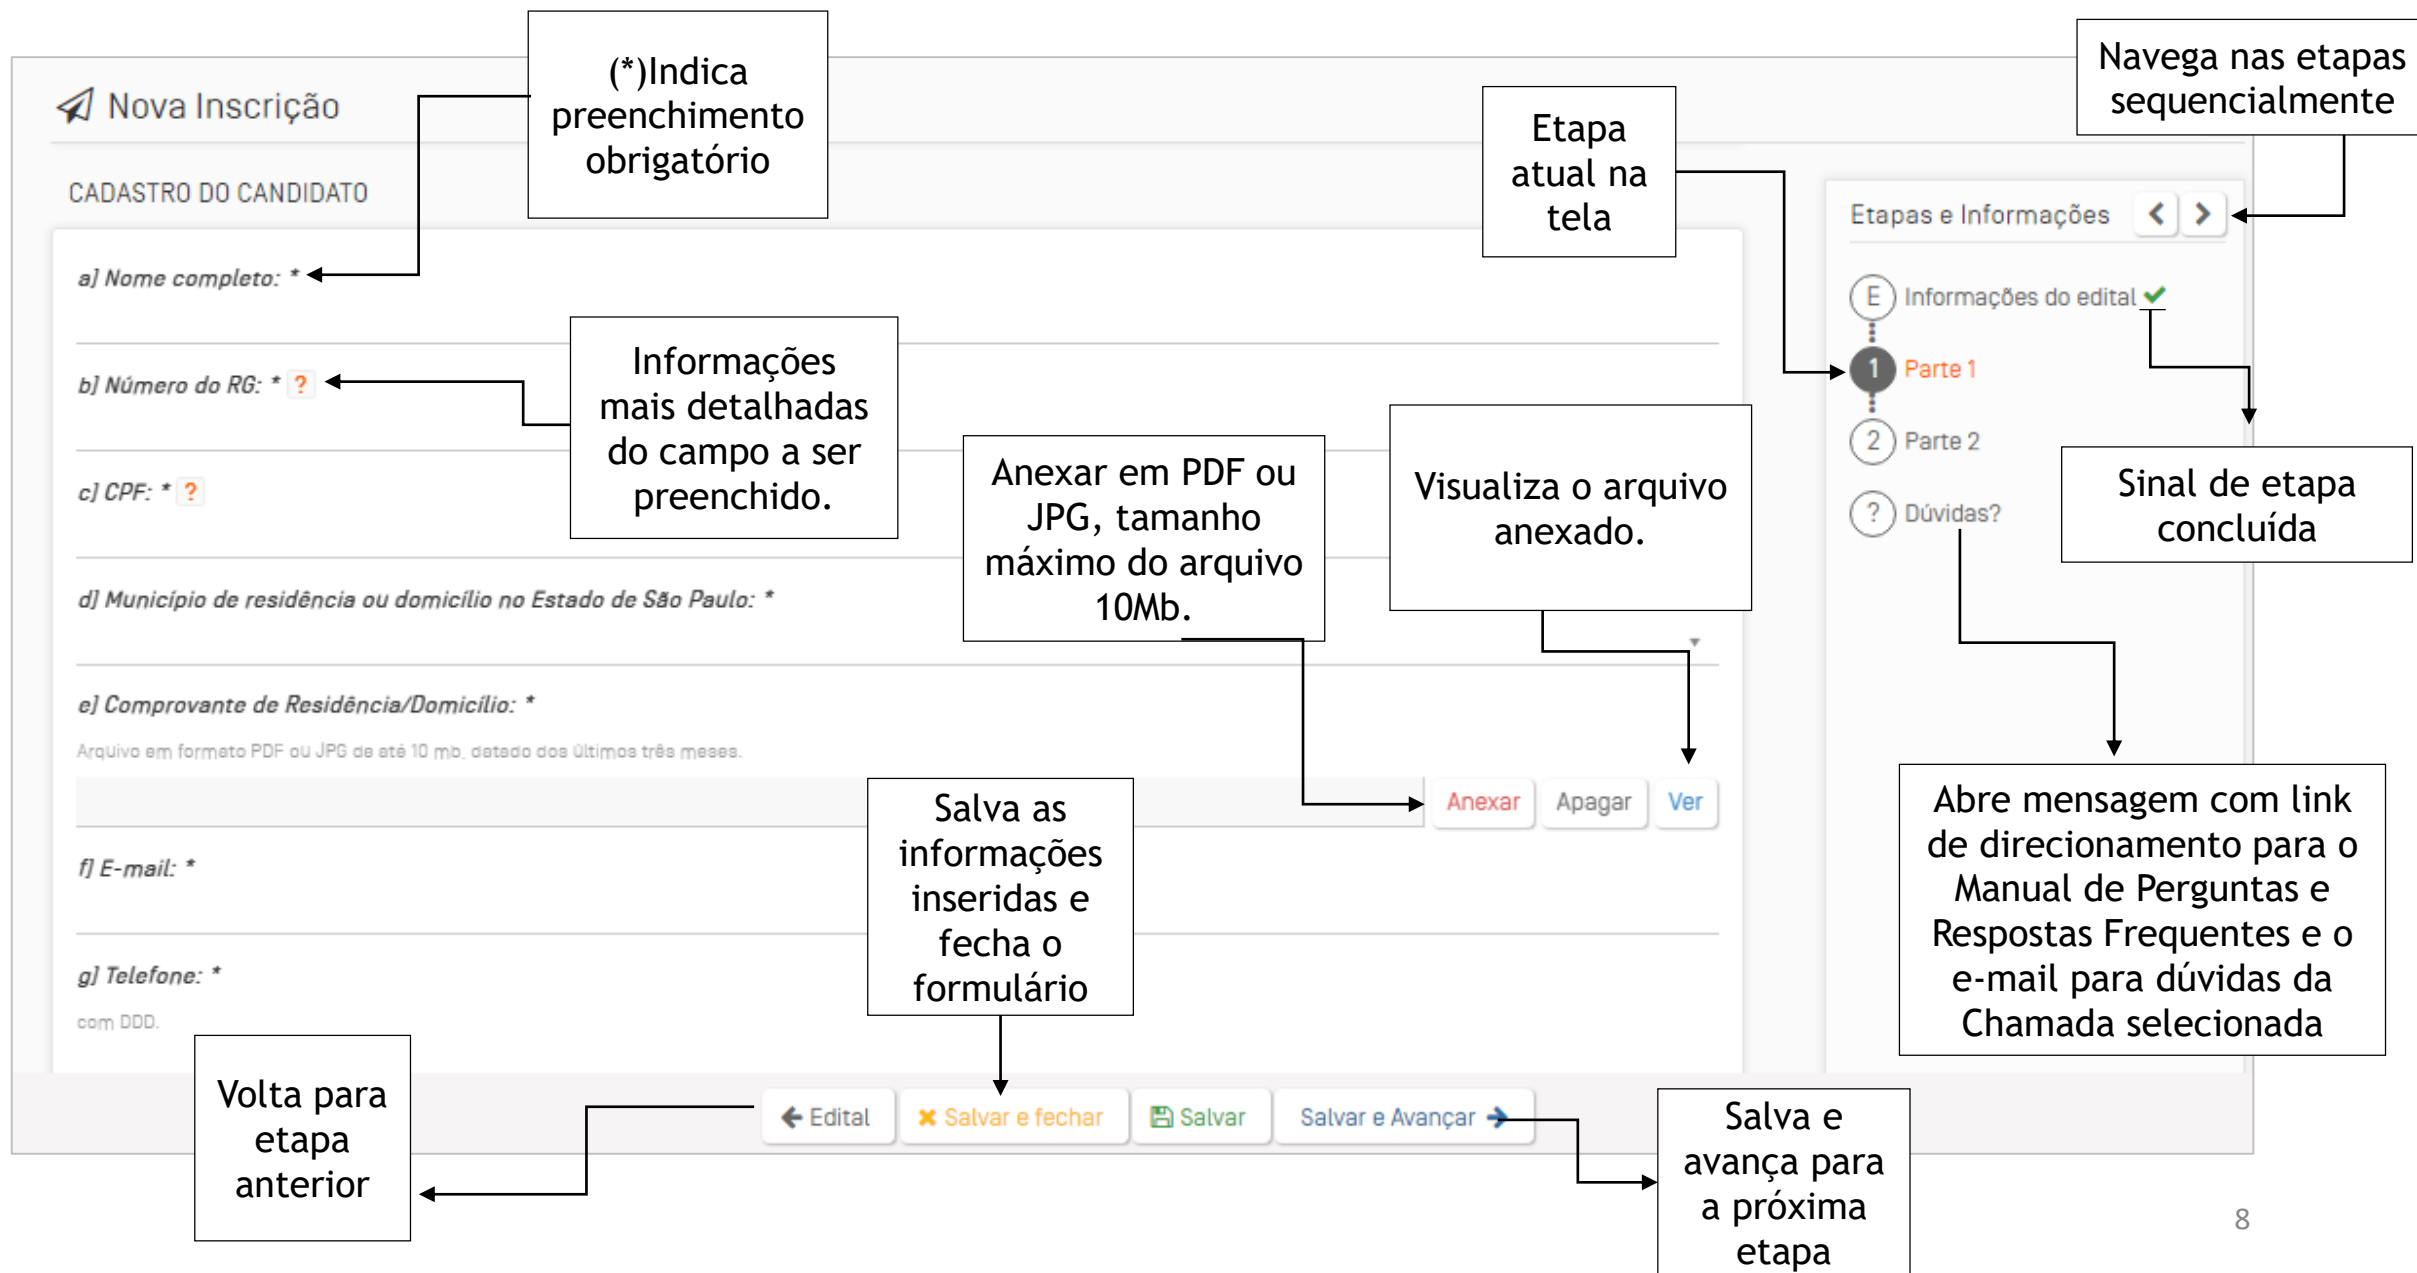 Nova Inscrição
(*)Indica
preenchimento
obrigatório
Etapa
atual na
tela
Navega nas etapas
sequencialmente
CADASTRO DO CANDIDATO
Etapas e Informações
a) Nome completo: *
E Informações do edital
1 Parte 1
2 Parte 2
? Dúvidas?
Sinal de etapa
concluída
b) Número do RG: * ?
Informações
mais detalhadas
do campo a ser
preenchido.
c) CPF: * ?
Anexar em PDF ou
JPG, tamanho
máximo do arquivo
10Mb.
Visualiza o arquivo
anexado.
d) Município de residência ou domicílio no Estado de São Paulo: *
e) Comprovante de Residência/Domicílio: *
Arquivo em formato PDF ou JPG de até 10 mb, datado dos últimos três meses.
Anexar Apagar Ver
Salva as
informações
inseridas e
fecha o
formulário
Abre mensagem com link
de direcionamento para o
Manual de Perguntas e
Respostas Frequentes e o
e-mail para dúvidas da
Chamada selecionada
f) E-mail: *
g) Telefone: *
com DDD.
Volta para
etapa
anterior
Edital Salvar e fechar Salvar Salvar e Avançar
Salva e
avança para
a próxima
etapa
8